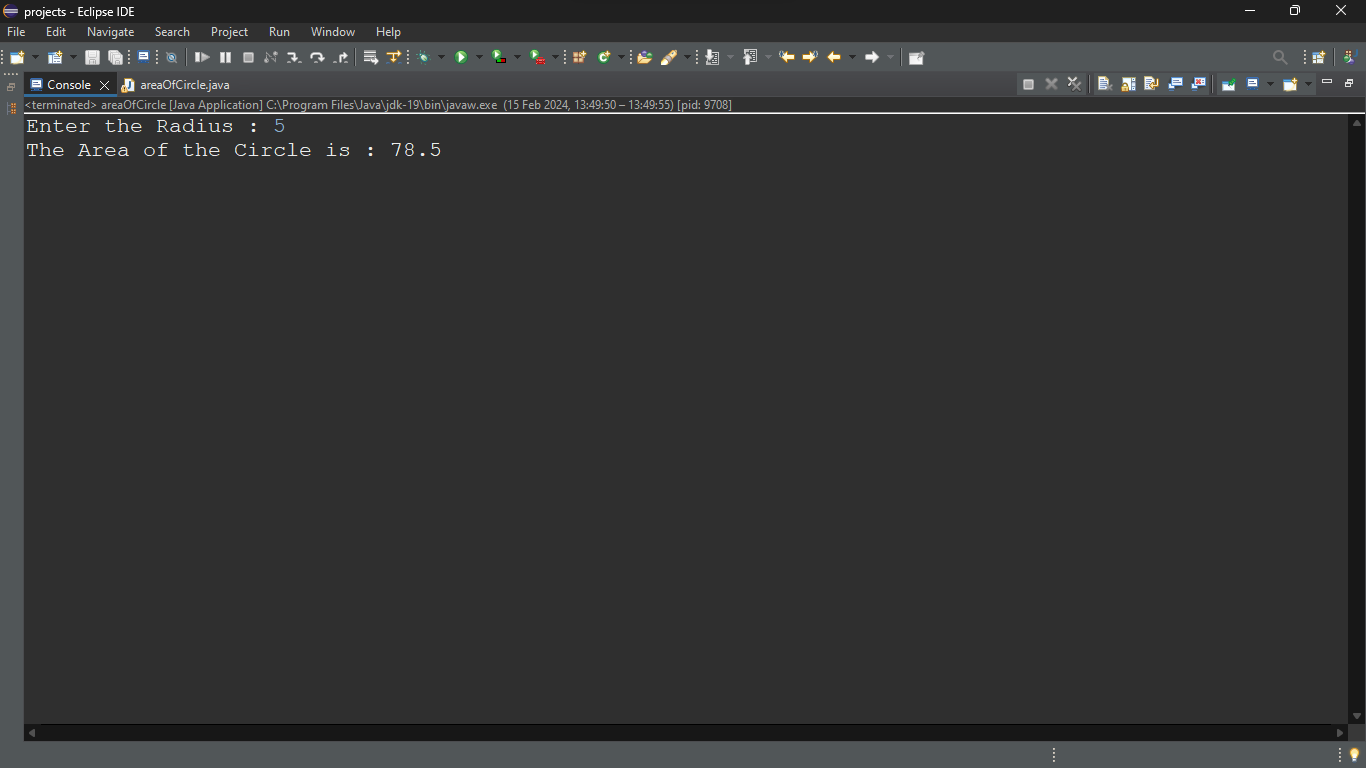 projects - Eclipse IDE
File Edit Navigate Search Project Run Window Help
Console areaOfCircle.java
<terminated> areaOfCircle [Java Application] C:\Program Files\Java\jdk-19\bin\javaw.exe (15 Feb 2024, 13:49:50 – 13:49:55) [pid: 9708]
Enter the Radius : 5
The Area of the Circle is : 78.5